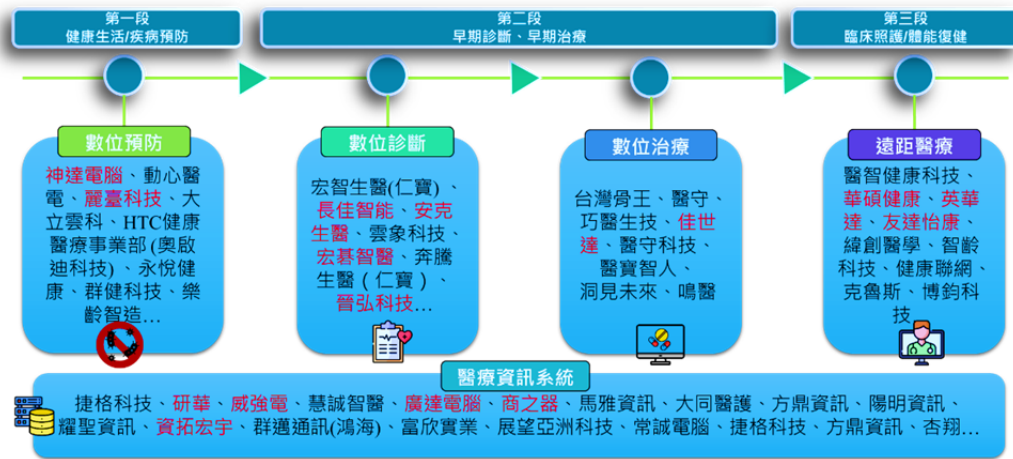 第一段
健康生活/疾病預防
第二段
早期診斷、早期治療
第三段
臨床照護/體能復健
數位預防
神達電腦、動心醫
電、麗臺科技、大
立雲科、HTC健康
醫療事業部(奧啟
迪科技)、永悅健
康、群健科技、樂
齡智造…
數位診斷
宏智生醫(仁寶)、
長佳智能、安克
生醫、雲象科技、
宏碁智醫、奔騰
生醫（仁寶）、
晉弘科技…
數位治療
台灣骨王、醫守、
巧醫生技、佳世
達、醫守科技、
醫寶智人、
洞見未來、鳴醫
遠距醫療
醫智健康科技、
華碩健康、英華
達、友達怡康、
緯創醫學、智齡
科技、健康聯網、
克魯斯、博鈞科
技
醫療資訊系統
捷格科技、研華、威強電、慧誠智醫、廣達電腦、商之器、馬雅資訊、大同醫護、方鼎資訊、陽明資訊、
耀聖資訊、資拓宏宇、群邁通訊(鴻海)、富欣實業、展望亞洲科技、常誠電腦、捷格科技、方鼎資訊、杏翔…